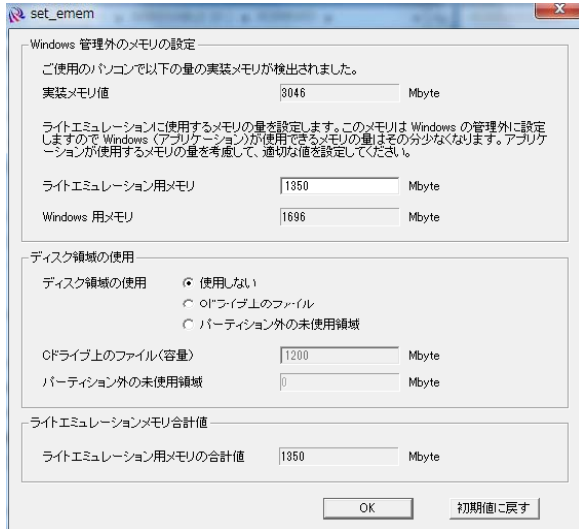 set_emem
Windows 管理外のメモリの設定
ご使用のパソコンで以下の量の実装メモリが検出されました。
実装メモリ値 3046 Mbyte
ライトエミュレーションに使用するメモリの量を設定します。このメモリは Windows の管理外に設定
しますので Windows (アプリケーション)が使用できるメモリの量はその分少なくなります。アプリケ
ーションが使用するメモリの量を考慮して、適切な値を設定してください。
ライトエミュレーション用メモリ 1350 Mbyte
Windows 用メモリ 1696 Mbyte
ディスク領域の使用
ディスク領域の使用 使用しない
Cドライブ上のファイル
パーティション外の未使用領域
Cドライブ上のファイル(容量) 1200 Mbyte
パーティション外の未使用領域 0 Mbyte
ライトエミュレーションメモリ合計値
ライトエミュレーション用メモリの合計値 1350 Mbyte
OK 初期値に戻す